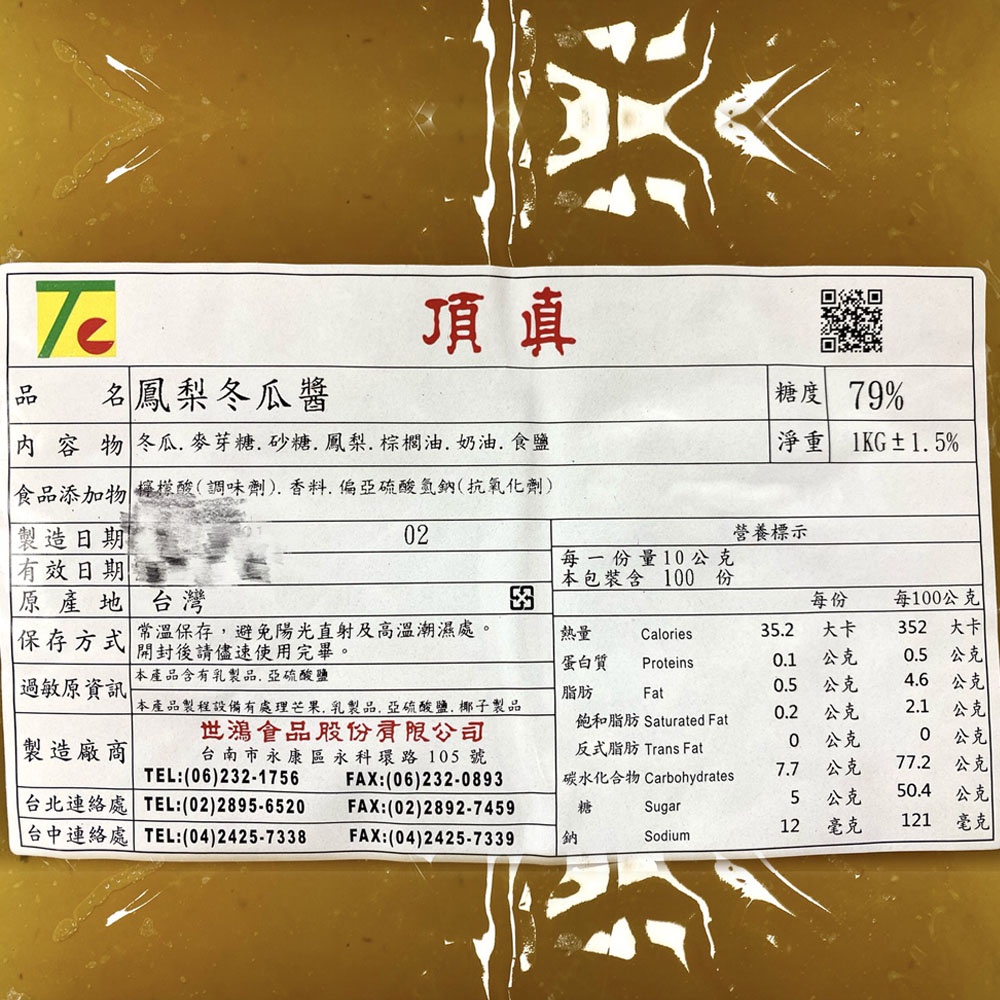 Te
頂真
品名 鳳梨冬瓜醬 糖度 79%
內容物 冬瓜.麥芽糖.砂糖.鳳梨.棕櫚油.奶油.食鹽 淨重 1KG±1.5%
食品添加物 檸檬酸(調味劑).香料.偏亞硫酸氫鈉(抗氧化劑)
製造日期 02
有效日期
原產地 台灣
保存方式 常溫保存，避免陽光直射及高溫潮濕處。
開封後請儘速使用完畢。
過敏原資訊 本產品含有乳製品.亞硫酸鹽
本產品製程設備有處理芒果.乳製品.亞硫酸鹽.椰子製品
製造廠商 世鴻食品股份有限公司
台南市永康區永科環路 105 號
TEL:(06)232-1756 FAX:(06)232-0893
台北連絡處 TEL:(02)2895-6520 FAX:(02)2892-7459
台中連絡處 TEL:(04)2425-7338 FAX:(04)2425-7339
營養標示
每一份量10公克
本包裝含 100 份
每份 每100公克
熱量 Calories 35.2 大卡 352 大卡
蛋白質 Proteins 0.1 公克 0.5 公克
脂肪 Fat 0.5 公克 4.6 公克
飽和脂肪 Saturated Fat 0.2 公克 2.1 公克
反式脂肪 Trans Fat 0 公克 0 公克
碳水化合物 Carbohydrates 7.7 公克 77.2 公克
糖 Sugar 5 公克 50.4 公克
鈉 Sodium 12 毫克 121 毫克